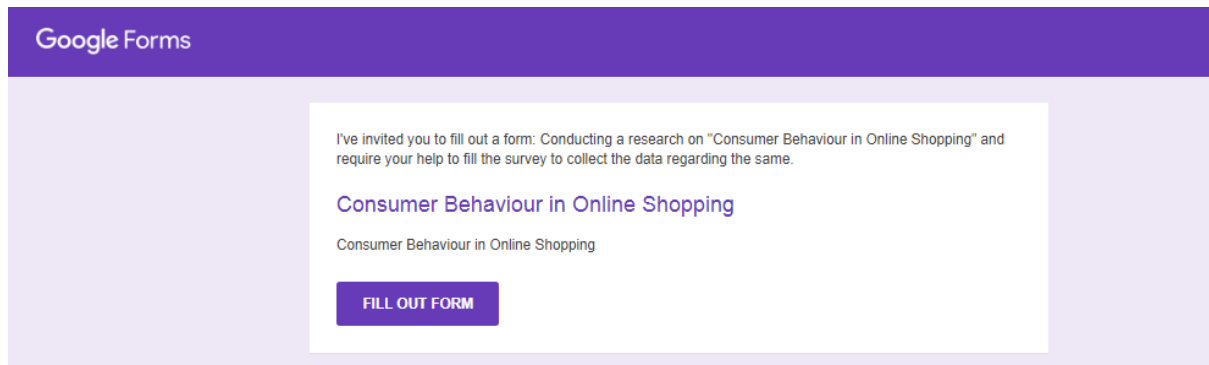 Google Forms
I've invited you to fill out a form: Conducting a research on "Consumer Behaviour in Online Shopping" and
require your help to fill the survey to collect the data regarding the same.
Consumer Behaviour in Online Shopping
Consumer Behaviour in Online Shopping
FILL OUT FORM